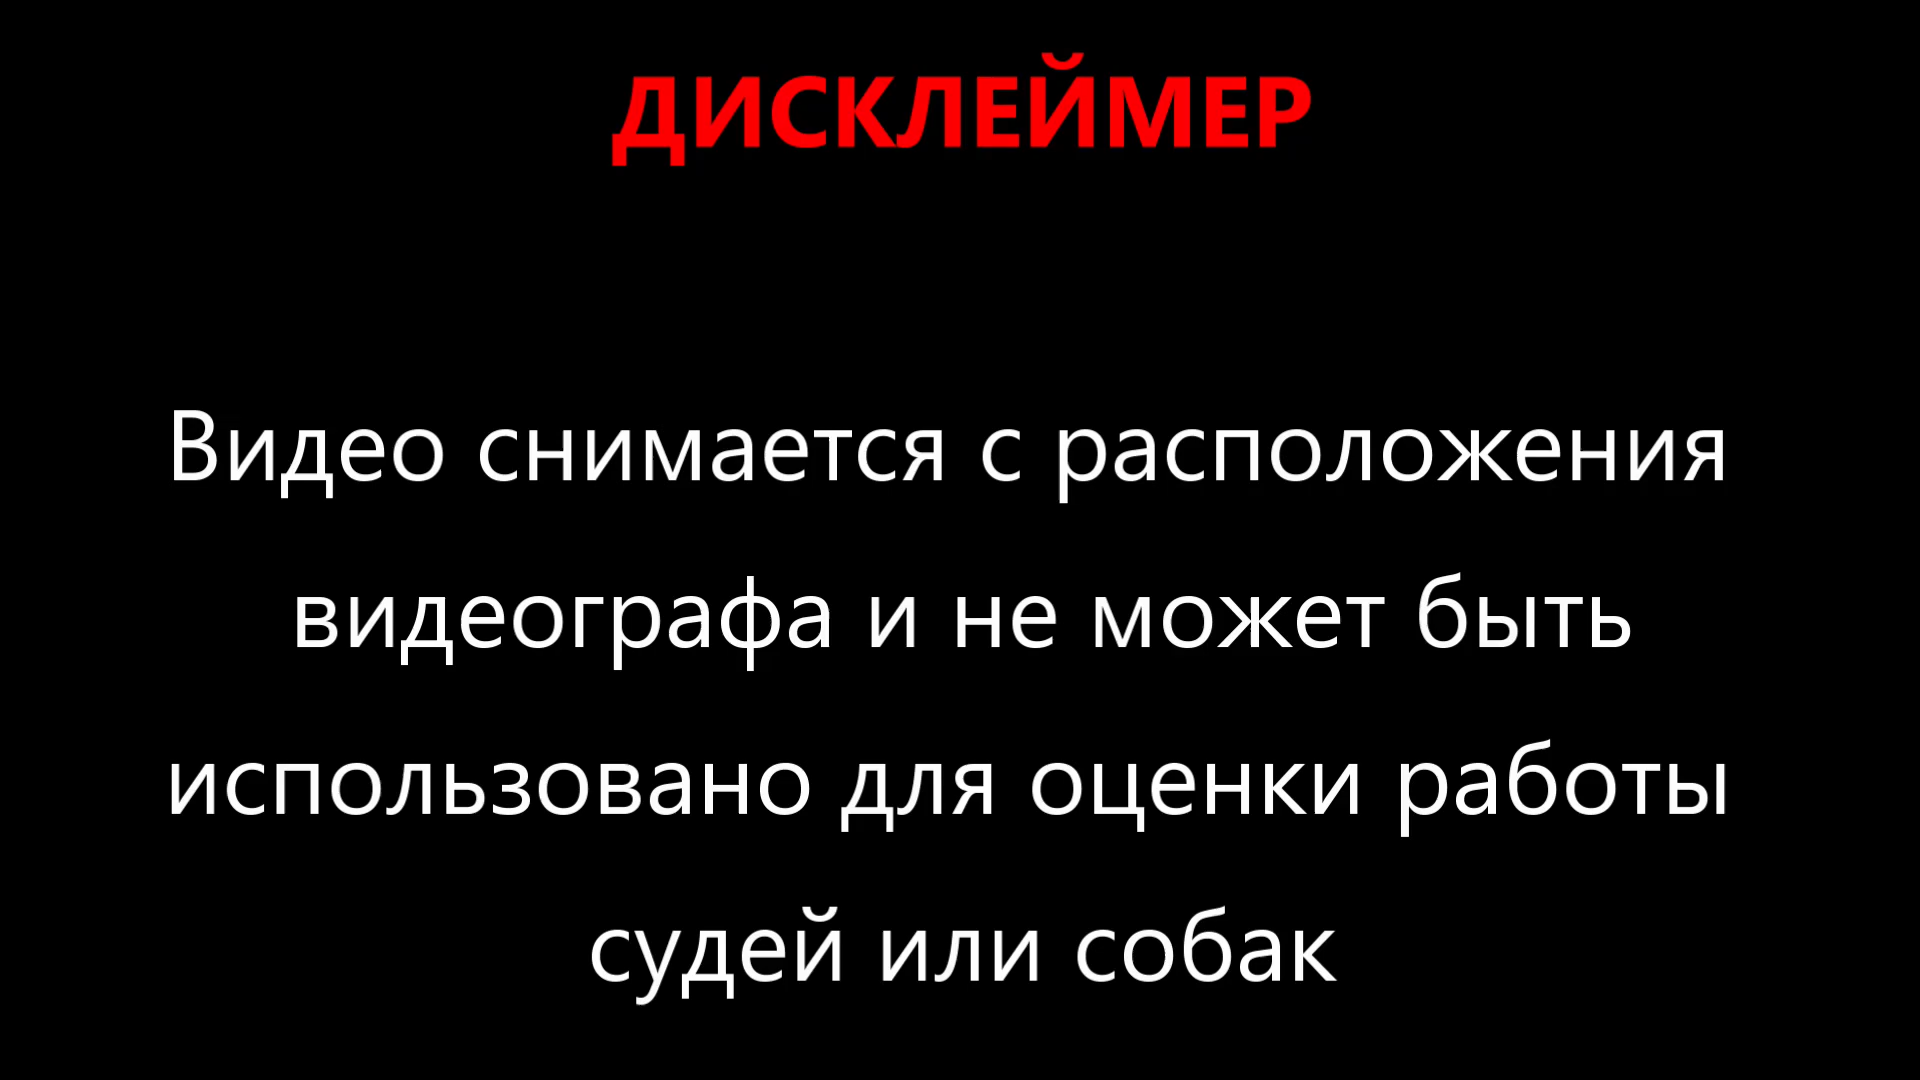 ДИСКЛЕЙМЕР
Видео снимается с расположения
видеографа и не может быть
использовано для оценки работы
судей или собак